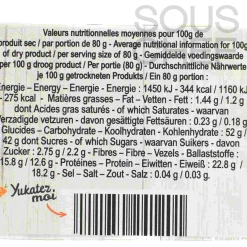 SOUS
Valeurs nutritionnelles moyennes pour 100g de
produit sec / par portion de 80 g - Average nutritional information for 100g
of dry product / per serving size of 80 g - Gemiddelde voedingswaarde
per 100 g droog product / Per portie (80 g) - Durchschnittliche Nährwerte
je 100 g getrockneten Produkts / Ein 80 g portion :
Energie - Energy - Energie - Energie : 1450 kJ - 344 kcal / 1160 kJ
275 kcal - Matières grasses - Fat - Vetten - Fett : 1.44 g / 1.2 g
dont Acides gras saturés - of which Saturates - waarvan
Verzadigde vetzuren - davon gesättigte Fettsäuren : 0.23 g / 0.18
Glucides - Carbohydrate - Koolhydraten - Kohlenhydrate : 52 g
42 g dont Sucres - of which Sugars - waarvan Suikers - davon
Zucker : 2.75 g / 2.2 g - Fibres - Fibre - Vezels - Ballaststoffe :
15.8 g / 12.6 g - Protéines - Protein - Eiwitten - Eiweiß : 22.8 g /
18.2 g - Sel - Salt - Zout - Salz : 0.04 g / 0.03 g.
Yukatez
moi